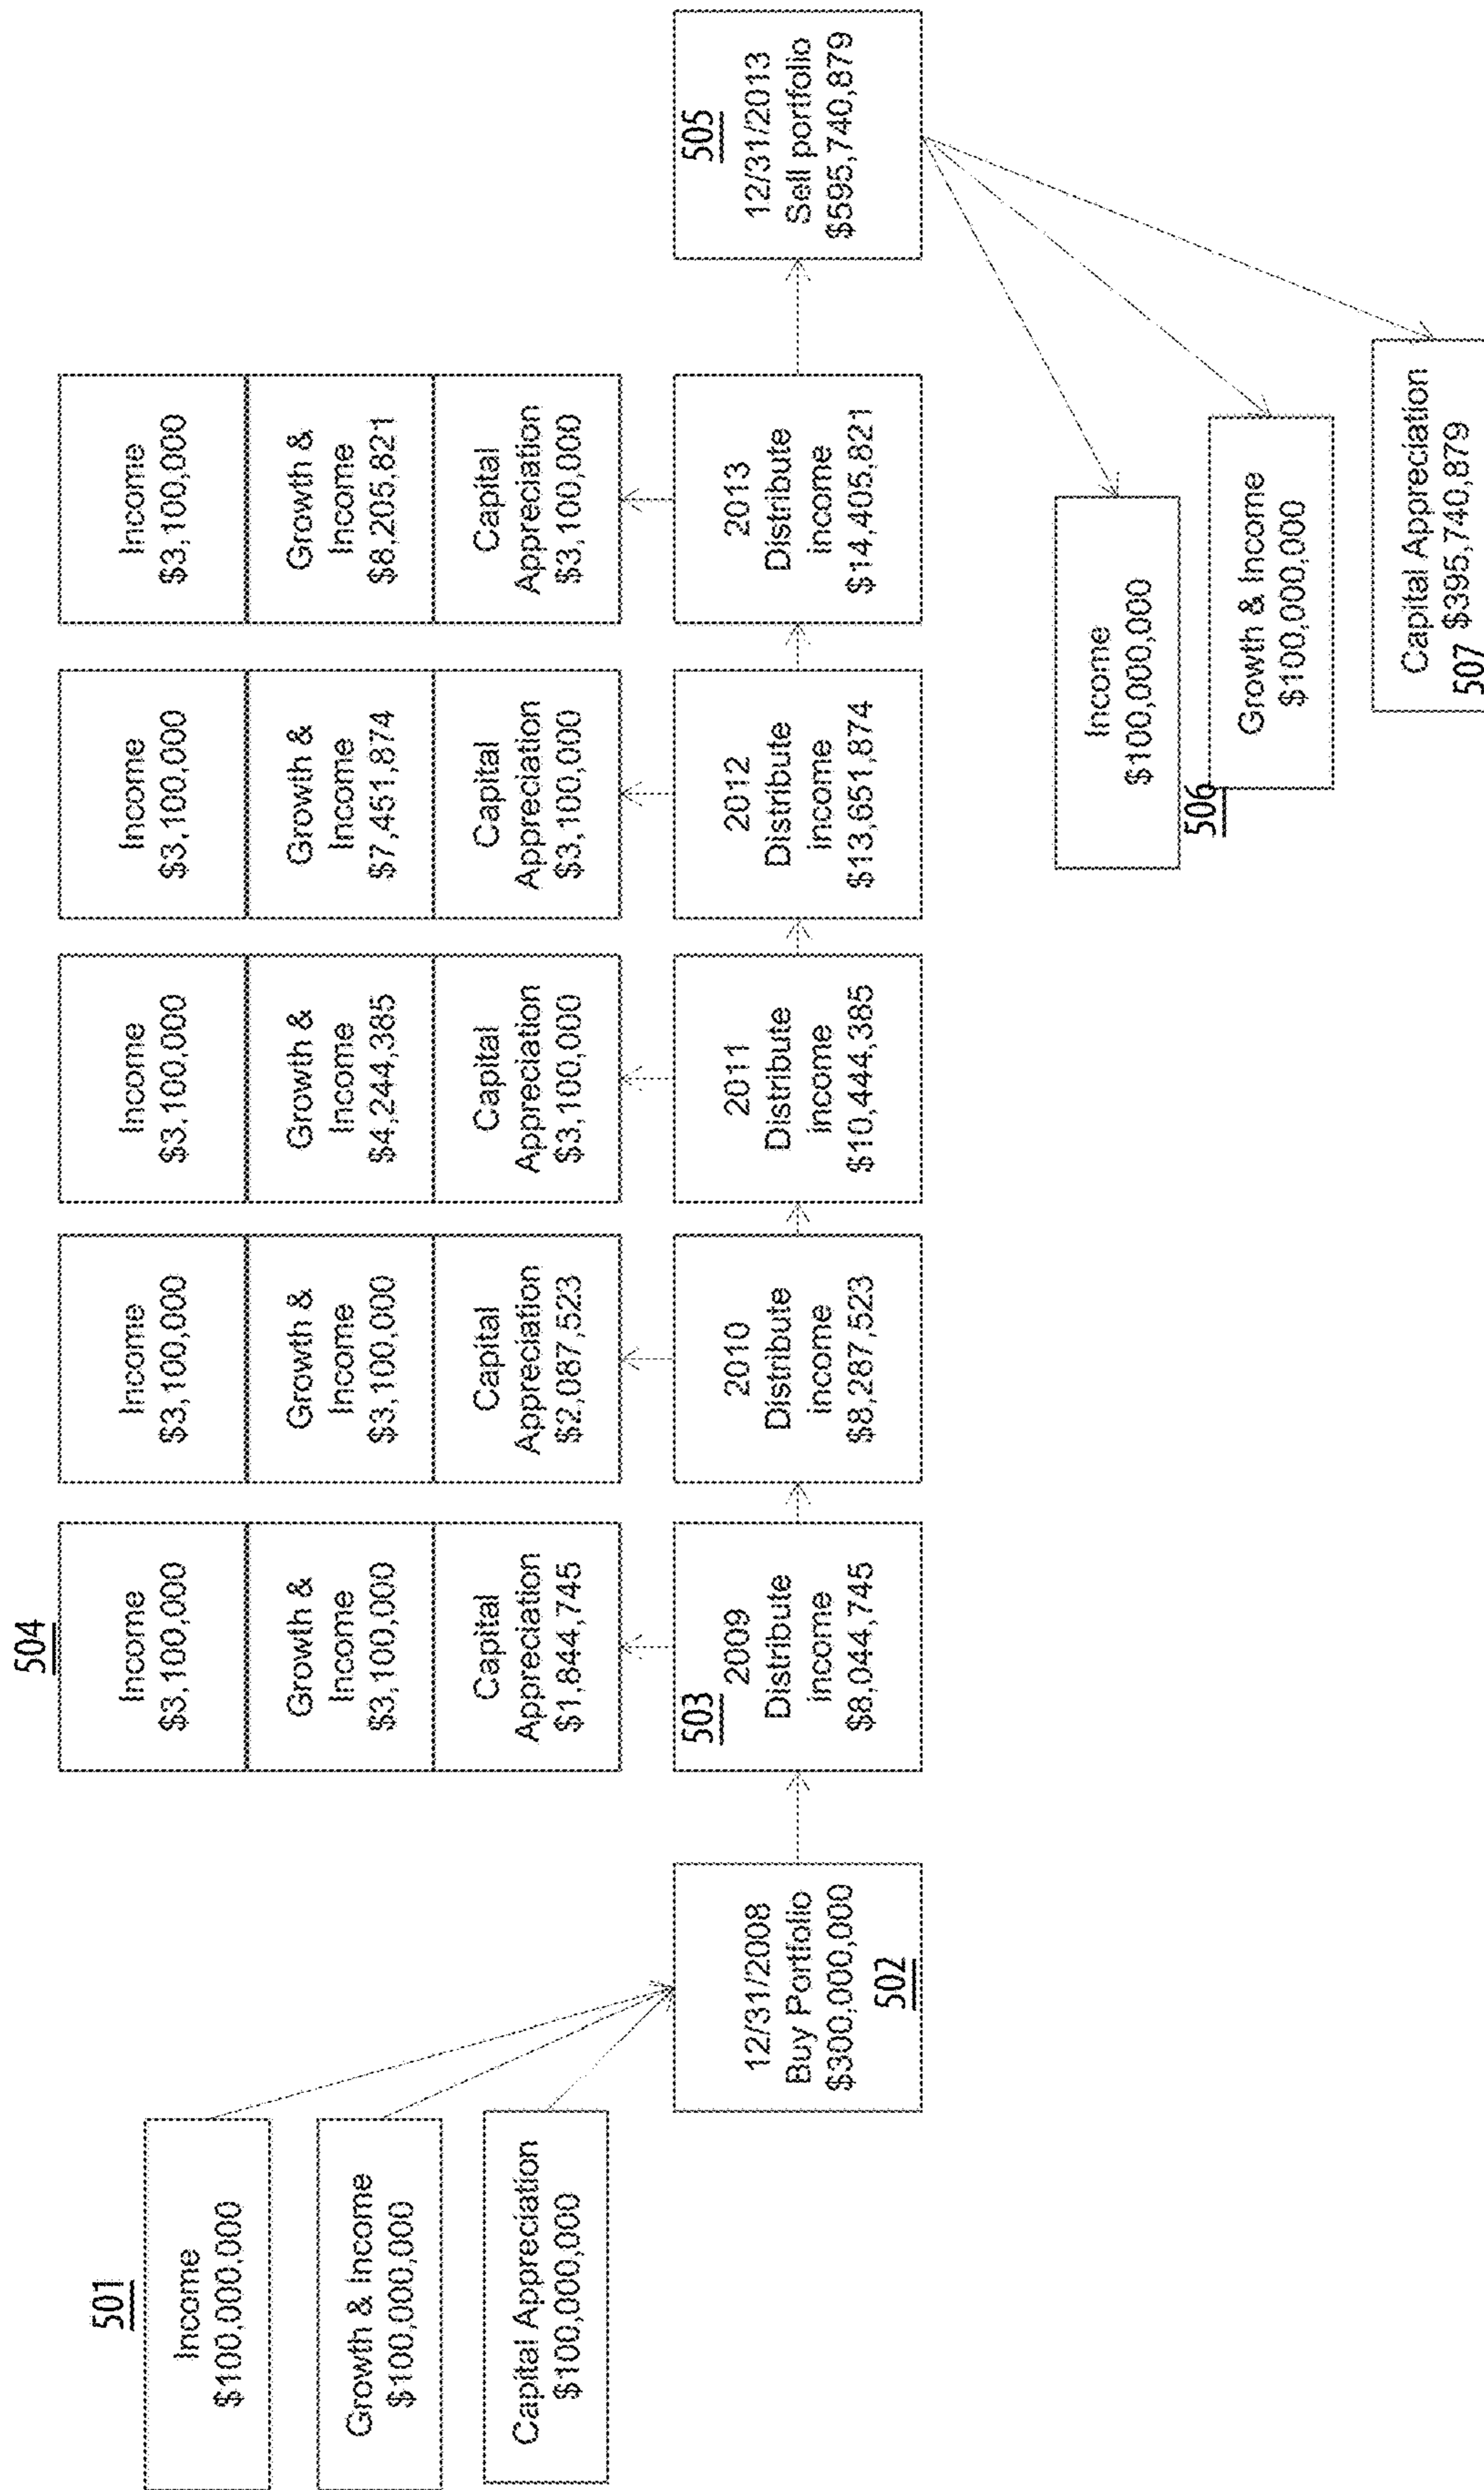 501
Income
$100,000,000
Growth & Income
$100,000,000
Capital Appreciation
$100,000,000
12/31/2008
Buy Portfolio
$300,000,000
502
504
Income
$3,100,000
Growth &
Income
$3,100,000
Capital
Appreciation
$1,844,745
503
2009
Distribute
income
$8,044,745
Income
$3,100,000
Growth &
Income
$3,100,000
Capital
Appreciation
$2,087,523
2010
Distribute
income
$8,287,523
Income
$3,100,000
Growth &
Income
$4,244,385
Capital
Appreciation
$3,100,000
2011
Distribute
income
$10,444,385
Income
$3,100,000
Growth &
Income
$7,451,874
Capital
Appreciation
$3,100,000
2012
Distribute
income
$13,651,874
Income
$3,100,000
Growth &
Income
$8,205,821
Capital
Appreciation
$3,100,000
2013
Distribute
income
$14,405,821
505
12/31/2013
Sell portfolio
$595,740,879
Income
$100,000,000
506
Growth & Income
$100,000,000
Capital Appreciation
507 $395,740,879